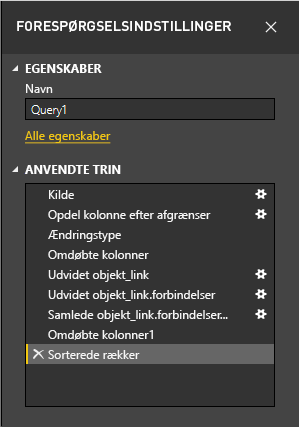 FORESPØRGSELSINDSTILLINGER
EGENSKABER
Navn
Query1
Alle egenskaber
ANVENDTE TRIN
Kilde
Opdel kolonne efter afgrænser
Ændringstype
Omdøbte kolonner
Udvidet objekt_link
Udvidet objekt_link.forbindelser
Samlede objekt_link.forbindelser...
Omdøbte kolonner1
Sorterede rækker